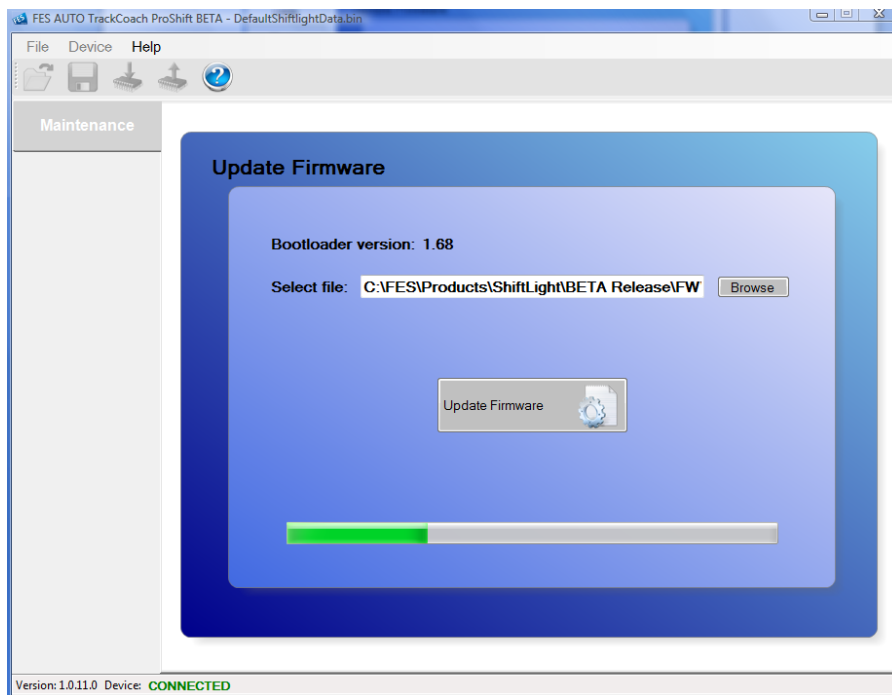 FES AUTO TrackCoach ProShift BETA - DefaultShiftlightData.bin
File Device Help
Maintenance
Update Firmware
Bootloader version: 1.68
Select file: C:\FES\Products\ShiftLight\BETA Release\FW Browse
Update Firmware
Version: 1.0.11.0 Device: CONNECTED